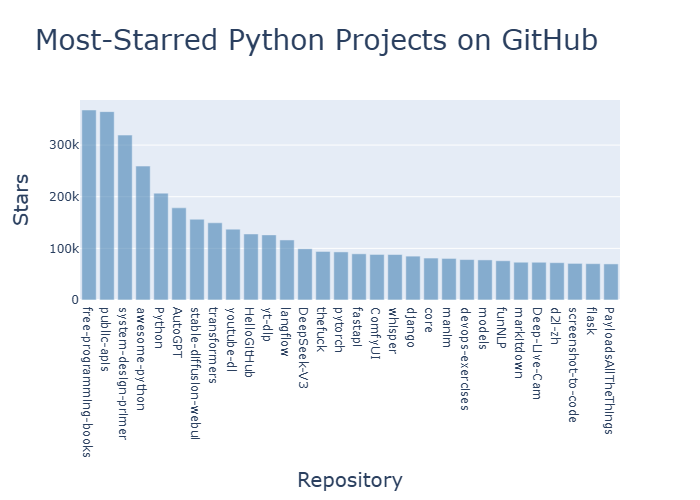 Most-Starred Python Projects on GitHub
Stars
300k
200k
100k
0
free-programming-books
public-apis
system-design-primer
awesome-python
Python
AutoGPT
stable-diffusion-webui
transformers
youtube-dl
HelloGitHub
yt-dlp
langflow
DeepSeek-V3
thefuck
pytorch
fastapi
ComfyUI
whisper
django
core
manim
devops-exercises
models
funNLP
markitdown
Deep-Live-Cam
d2l-zh
screenshot-to-code
flask
PayloadsAllTheThings
Repository